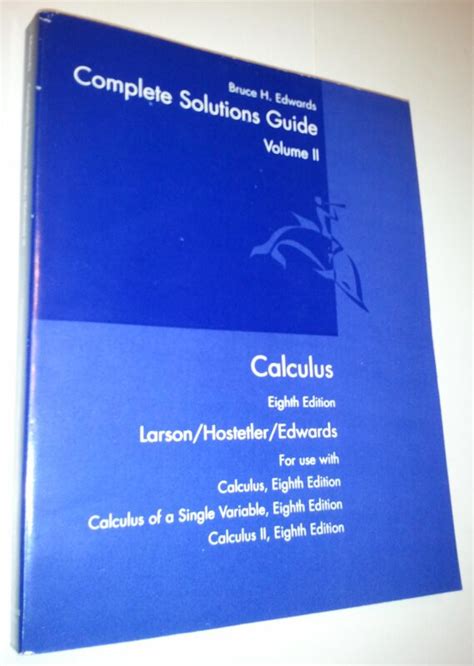 Bruce H. Edwards
Complete Solutions Guide
Volume II
Calculus
Eighth Edition
Larson/Hostetler/Edwards
For use with
Calculus, Eighth Edition
Calculus of a Single Variable, Eighth Edition
Calculus II, Eighth Edition